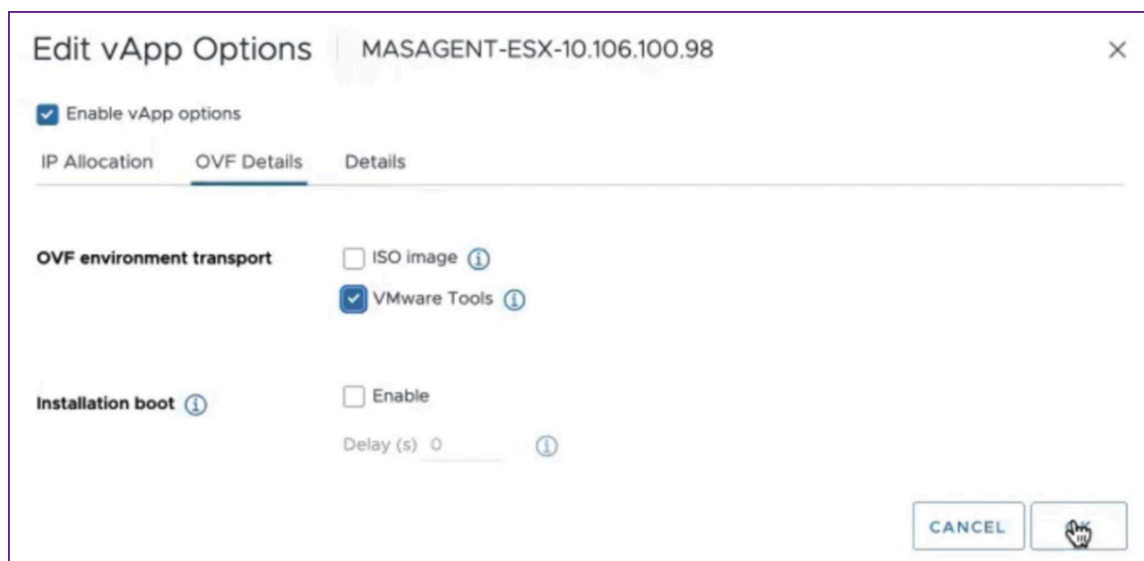 Edit vApp Options MASAGENT-ESX-10.106.100.98
Enable vApp options
IP Allocation OVF Details Details
OVF environment transport ISO image
VMware Tools
Installation boot Enable
Delay (s) 0
CANCEL